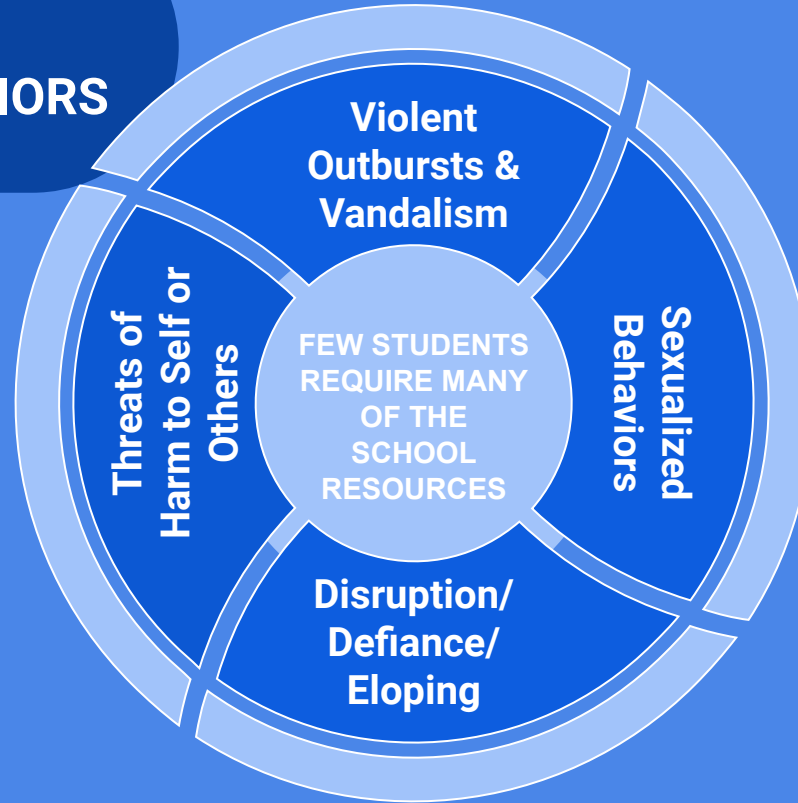 IORS
Violent
Outbursts &
Vandalism
Threats of
Harm to Self or
Others
FEW STUDENTS
REQUIRE MANY
OF THE
SCHOOL
RESOURCES
Sexualized
Behaviors
Disruption/
Defiance/
Eloping